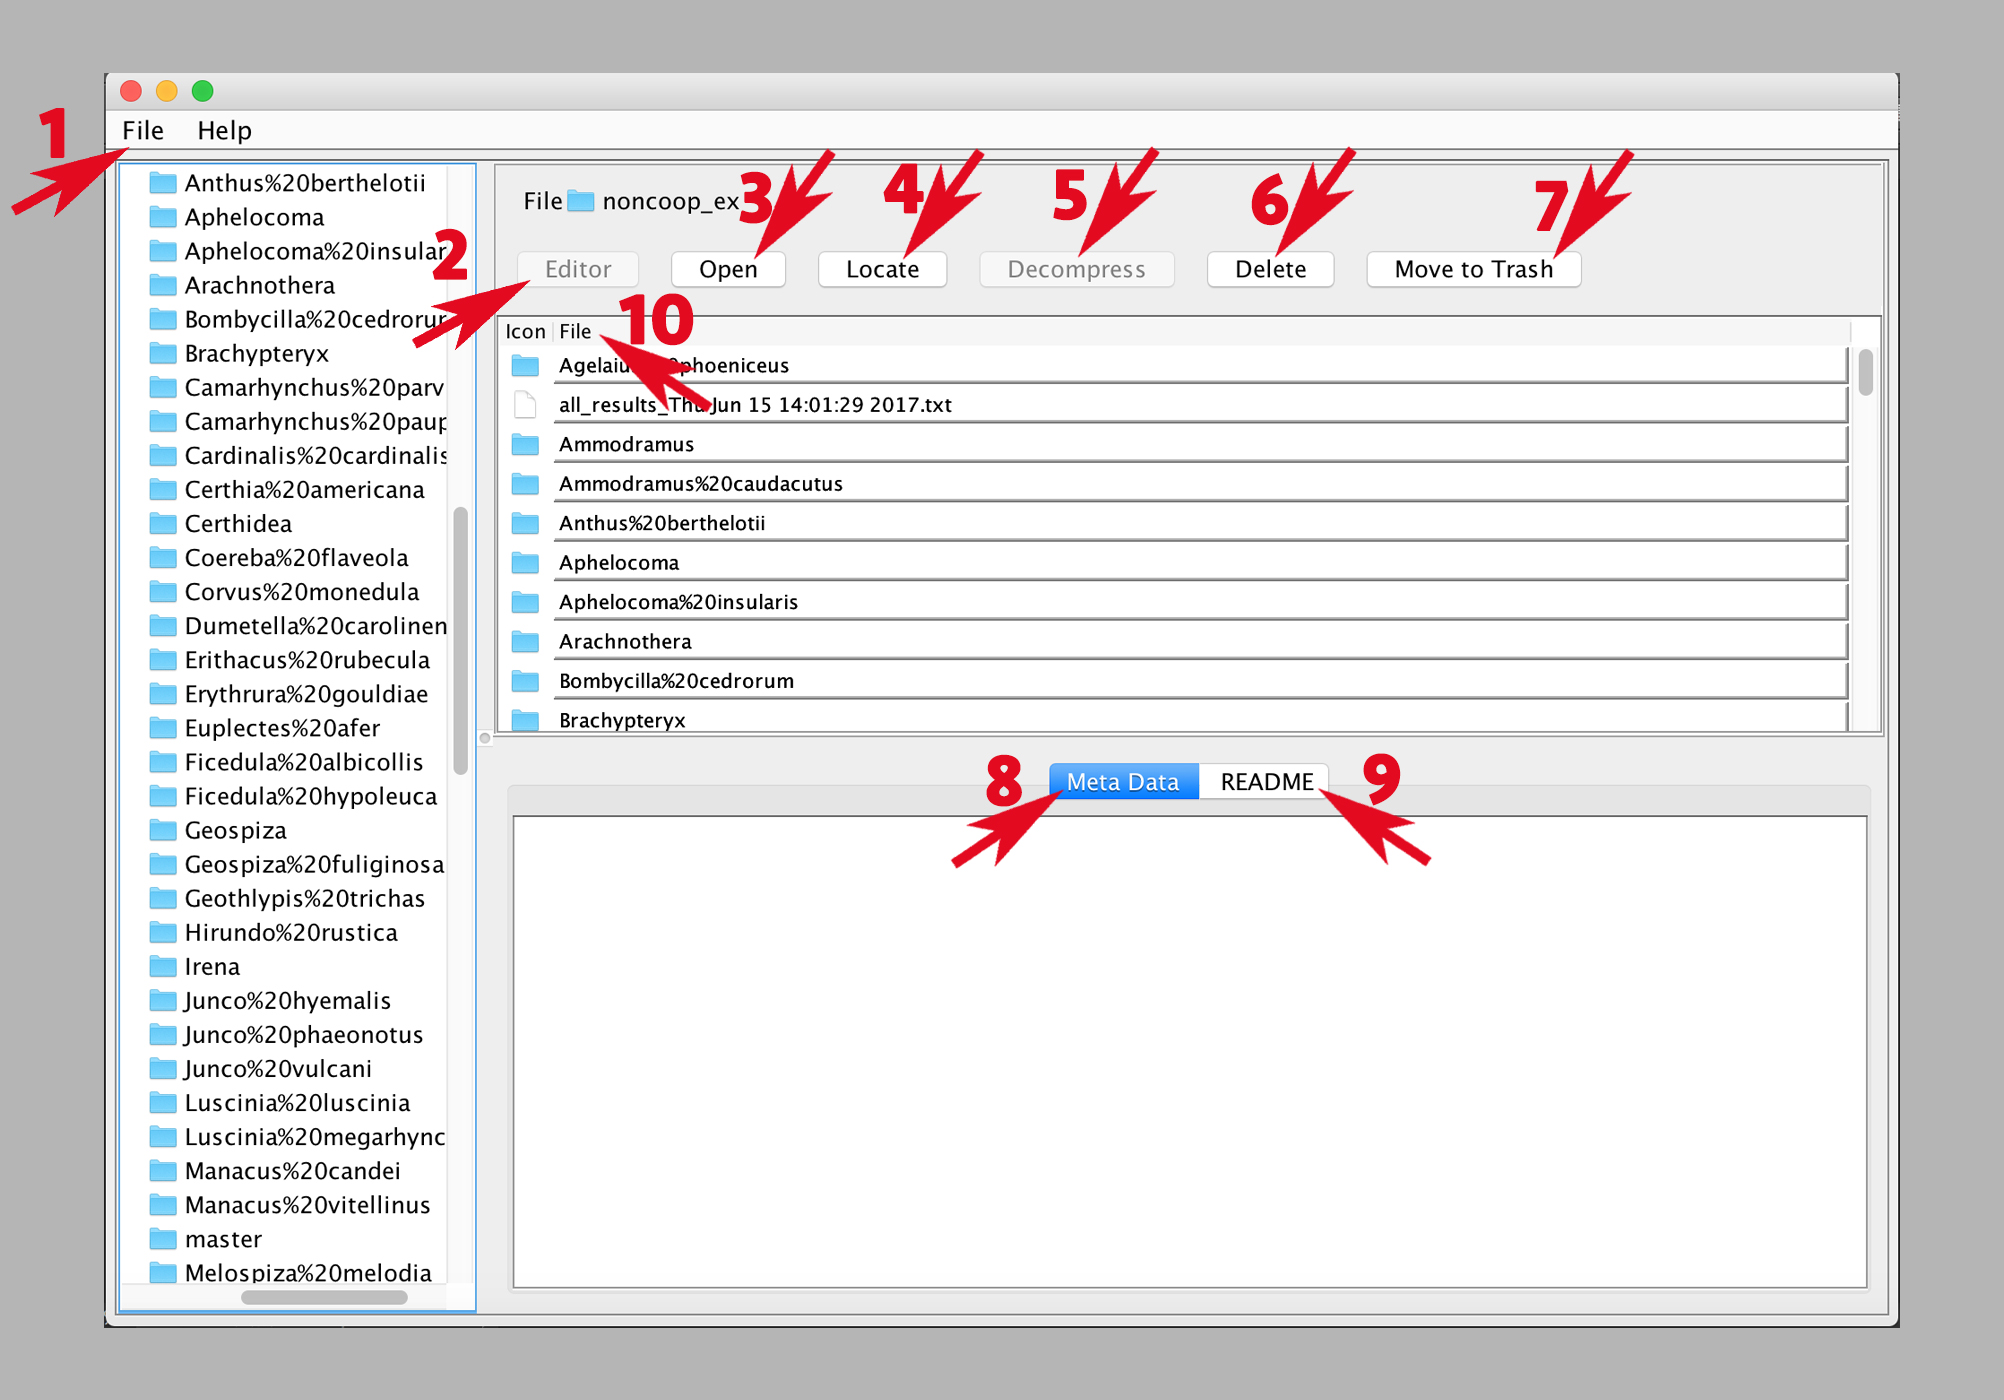 1
File Help
Anthus%20berthelotii
Aphelocoma
Aphelocoma%20insular
Arachnothera
Bombycilla%20cedrorur
Brachypteryx
Camarhynchus%20parv
Camarhynchus%20paup
Cardinalis%20cardinalis
Certhia%20americana
Certhidea
Coereba%20flaveola
Corvus%20monedula
Dumetella%20carolinen
Erithacus%20rubecula
Erythrura%20gouldiae
Euplectes%20afer
Ficedula%20albicollis
Ficedula%20hypoleuca
Geospiza
Geospiza%20fuliginosa
Geothlypis%20trichas
Hirundo%20rustica
Irena
Junco%20hyemalis
Junco%20phaeonotus
Junco%20vulcani
Luscinia%20luscinia
Luscinia%20megarhync
Manacus%20candei
Manacus%20vitellinus
master
Melospiza%20melodia
File noncoop_ex
2 3 4 5 6 7
Editor Open Locate Decompress Delete Move to Trash
10
Icon File
Agelaius%20phoeniceus
all_results_Thu Jun 15 14:01:29 2017.txt
Ammodramus
Ammodramus%20caudacutus
Anthus%20berthelotii
Aphelocoma
Aphelocoma%20insularis
Arachnothera
Bombycilla%20cedrorum
Brachypteryx
8 Meta Data README 9